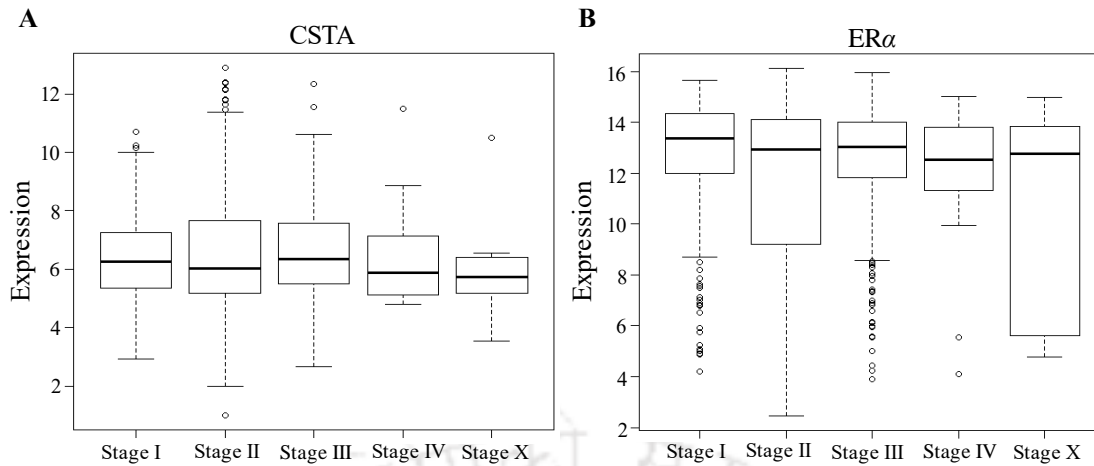 A
CSTA
Expression
12
10
8
6
4
2
Stage I Stage II Stage III Stage IV Stage X
B
ERα
Expression
16
14
12
10
8
6
4
2
Stage I Stage II Stage III Stage IV Stage X